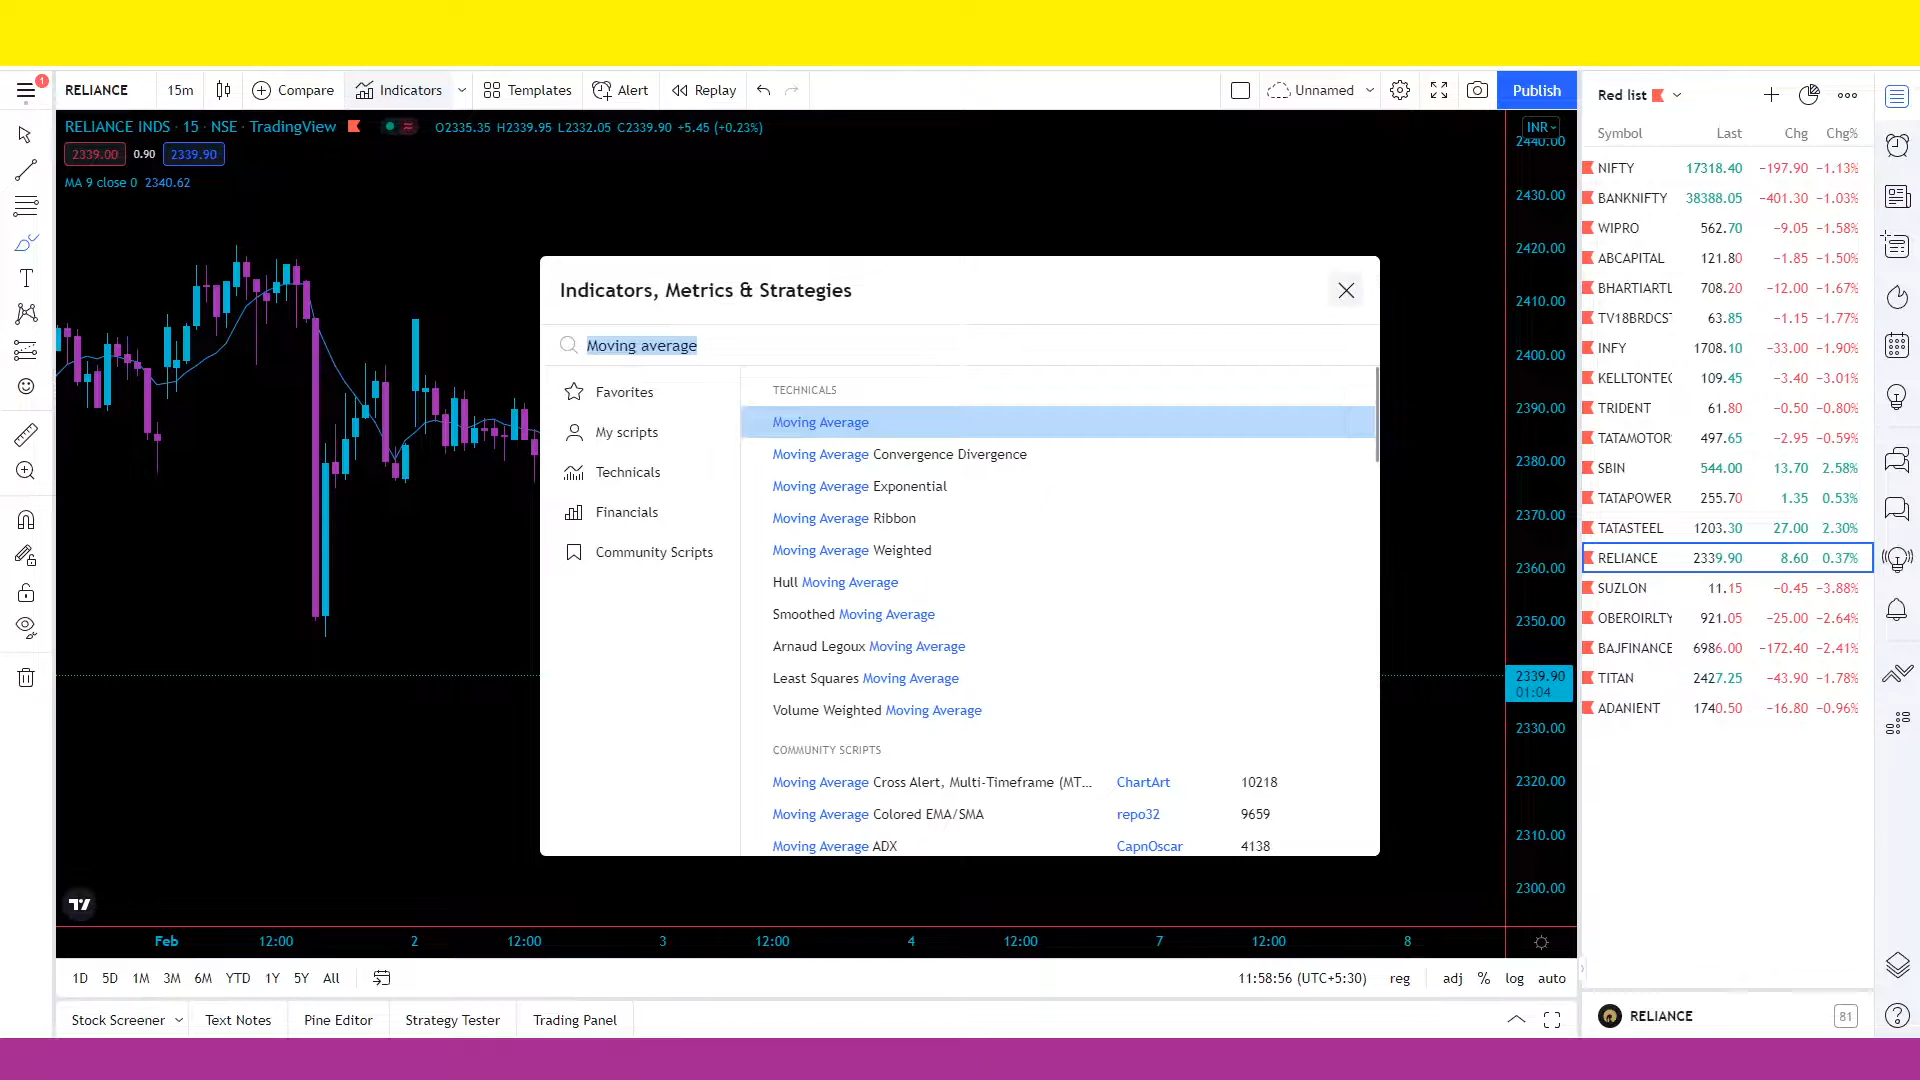 1
RELIANCE 15m Compare Indicators Templates Alert Replay Unnamed Publish
RELIANCE INDS · 15 · NSE · TradingView O2335.35 H2339.95 L2332.05 C2339.90 +5.45 (+0.23%)
2339.00 0.90 2339.90
MA 9 close 0 2340.62
INR
2440.00
2430.00
2420.00
2410.00
2400.00
2390.00
2380.00
2370.00
2360.00
2350.00
2339.90
01:04
2330.00
2320.00
2310.00
2300.00
Indicators, Metrics & Strategies
Moving average
Favorites
My scripts
Technicals
Financials
Community Scripts
TECHNICALS
Moving Average
Moving Average Convergence Divergence
Moving Average Exponential
Moving Average Ribbon
Moving Average Weighted
Hull Moving Average
Smoothed Moving Average
Arnaud Legoux Moving Average
Least Squares Moving Average
Volume Weighted Moving Average
COMMUNITY SCRIPTS
Moving Average Cross Alert, Multi-Timeframe (MT... ChartArt 10218
Moving Average Colored EMA/SMA repo32 9659
Moving Average ADX CapnOscar 4138
Feb 12:00 2 12:00 3 12:00 4 12:00 7 12:00 8
1D 5D 1M 3M 6M YTD 1Y 5Y All 11:58:56 (UTC+5:30) reg adj % log auto
Stock Screener Text Notes Pine Editor Strategy Tester Trading Panel
Red list
Symbol Last Chg Chg%
NIFTY 17318.40 −197.90 −1.13%
BANKNIFTY 38388.05 −401.30 −1.03%
WIPRO 562.70 −9.05 −1.58%
ABCAPITAL 121.80 −1.85 −1.50%
BHARTIARTL 708.20 −12.00 −1.67%
TV18BRDCST 63.85 −1.15 −1.77%
INFY 1708.10 −33.00 −1.90%
KELLTONTEC 109.45 −3.40 −3.01%
TRIDENT 61.80 −0.50 −0.80%
TATAMOTOR 497.65 −2.95 −0.59%
SBIN 544.00 13.70 2.58%
TATAPOWER 255.70 1.35 0.53%
TATASTEEL 1203.30 27.00 2.30%
RELIANCE 2339.90 8.60 0.37%
SUZLON 11.15 −0.45 −3.88%
OBEROIRLTY 921.05 −25.00 −2.64%
BAJFINANCE 6986.00 −172.40 −2.41%
TITAN 2427.25 −43.90 −1.78%
ADANIENT 1740.50 −16.80 −0.96%
RELIANCE 81